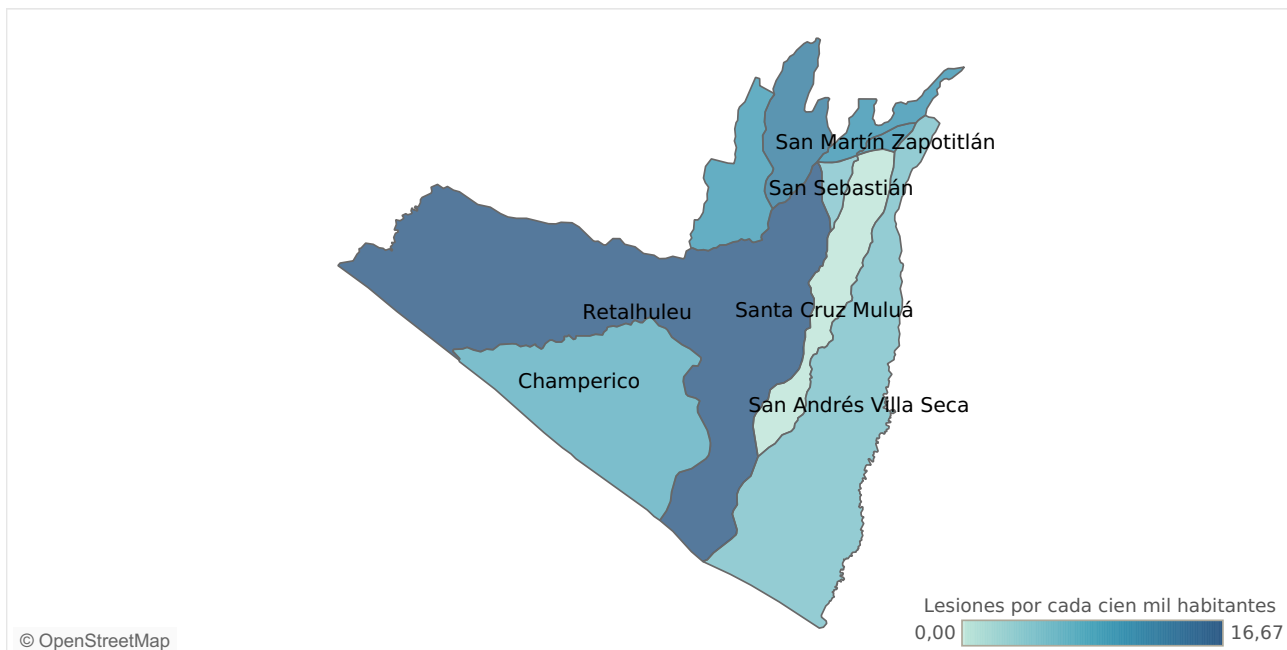 San Martín Zapotitlán
San Sebastián
Retalhuleu
Santa Cruz Muluá
Champerico
San Andrés Villa Seca
Lesiones por cada cien mil habitantes
0,00 16,67
© OpenStreetMap